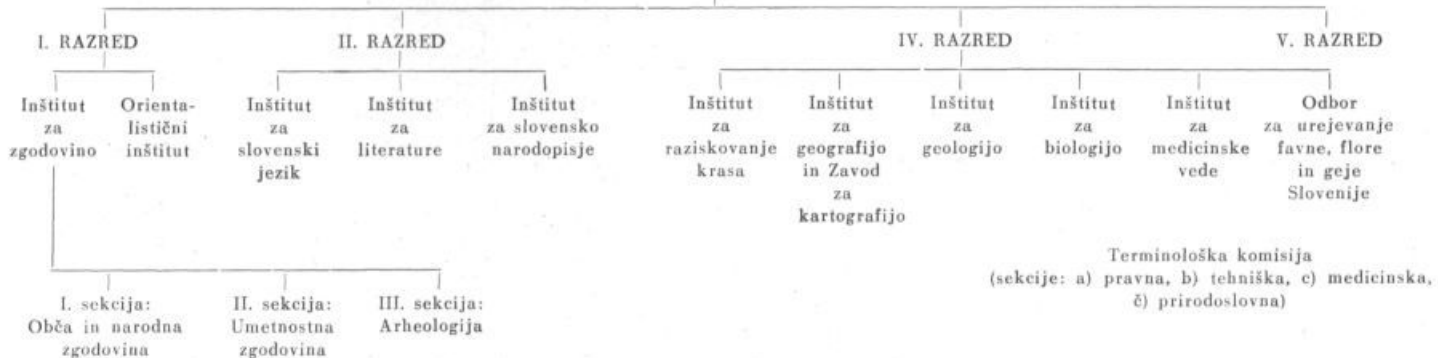 I. RAZRED
II. RAZRED
IV. RAZRED
V. RAZRED
Inštitut
za
zgodovino
Orienta-
listični
inštitut
Inštitut
za
slovenski
jezik
Inštitut
za
literature
Inštitut
za slovensko
narodopisje
Inštitut
za
raziskovanje
krasa
Inštitut
za
geografijo
in Zavod
za
kartografijo
Inštitut
za
geologijo
Inštitut
za
biologijo
Inštitut
za
medicinske
vede
Odbor
za urejevanje
favne, flore
in geje
Slovenije
I. sekcija:
Obča in narodna
zgodovina
II. sekcija:
Umetnostna
zgodovina
III. sekcija:
Arheologija
Terminološka komisija
(sekcije: a) pravna, b) tehniška, c) medicinska,
č) prirodoslovna)